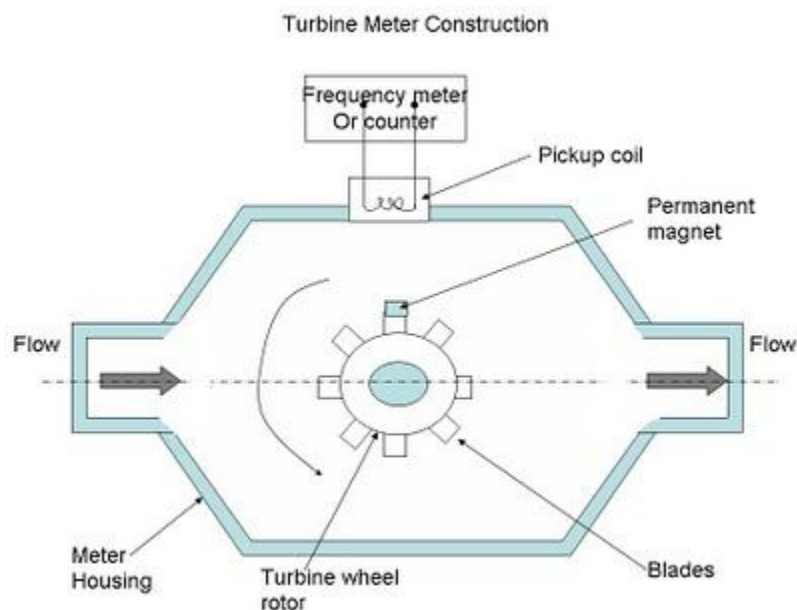 Turbine Meter Construction
Frequency meter
Or counter
Pickup coil
Permanent
magnet
Flow
Flow
Meter
Housing
Turbine wheel
rotor
Blades